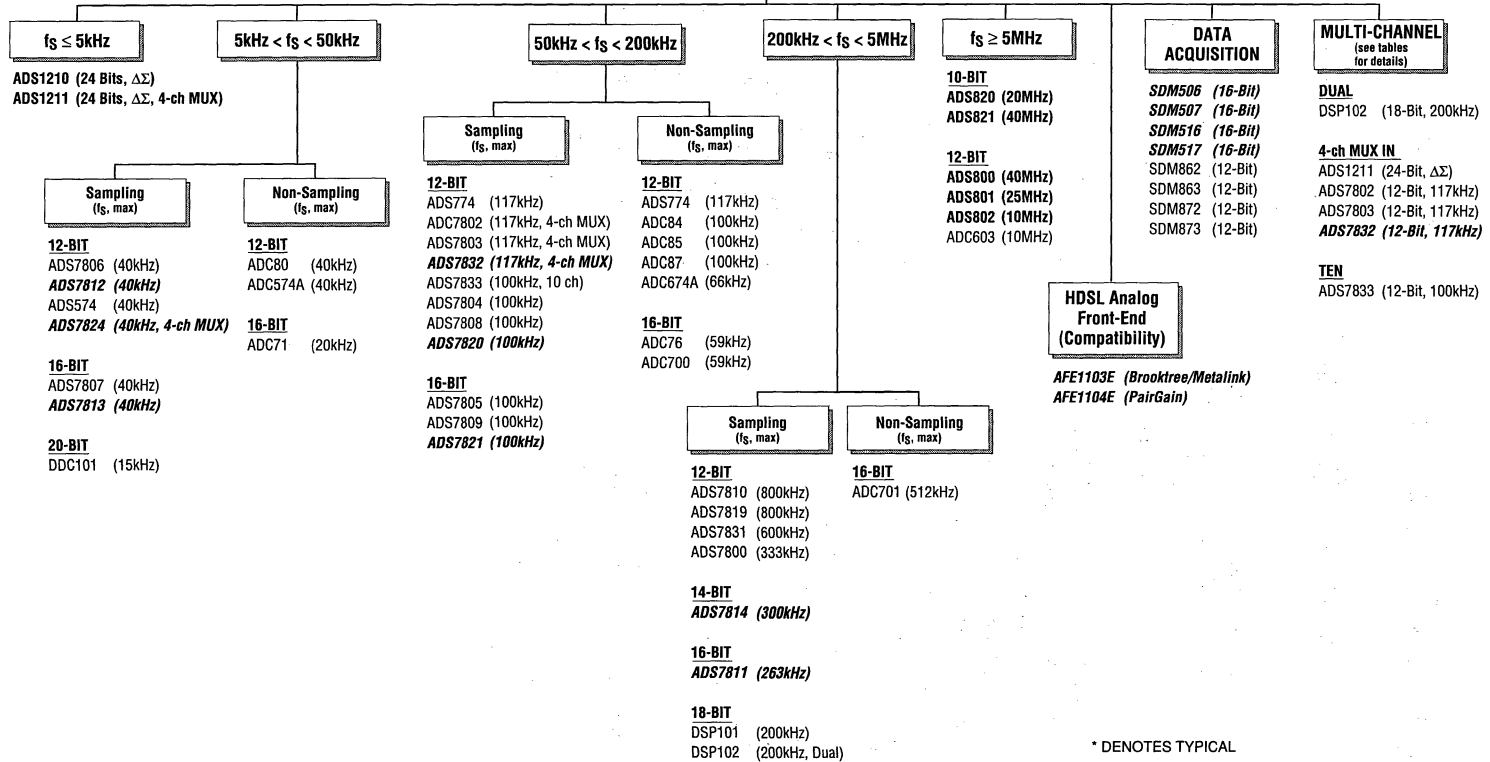 fS ≤ 5kHz
ADS1210 (24 Bits, ΔΣ)
ADS1211 (24 Bits, ΔΣ, 4-ch MUX)
5kHz < fS < 50kHz
Sampling
(fS, max)
12-BIT
ADS7806 (40kHz)
ADS7812 (40kHz)
ADS574 (40kHz)
ADS7824 (40kHz, 4-ch MUX)
16-BIT
ADS7807 (40kHz)
ADS7813 (40kHz)
20-BIT
DDC101 (15kHz)
Non-Sampling
(fS, max)
12-BIT
ADC80 (40kHz)
ADC574A (40kHz)
16-BIT
ADC71 (20kHz)
50kHz < fS < 200kHz
Sampling
(fS, max)
12-BIT
ADS774 (117kHz)
ADC7802 (117kHz, 4-ch MUX)
ADS7803 (117kHz, 4-ch MUX)
ADS7832 (117kHz, 4-ch MUX)
ADS7833 (100kHz, 10 ch)
ADS7804 (100kHz)
ADS7808 (100kHz)
ADS7820 (100kHz)
16-BIT
ADS7805 (100kHz)
ADS7809 (100kHz)
ADS7821 (100kHz)
Non-Sampling
(fS, max)
12-BIT
ADS774 (117kHz)
ADC84 (100kHz)
ADC85 (100kHz)
ADC87 (100kHz)
ADC674A (66kHz)
16-BIT
ADC76 (59kHz)
ADC700 (59kHz)
200kHz < fS < 5MHz
Sampling
(fS, max)
12-BIT
ADS7810 (800kHz)
ADS7819 (800kHz)
ADS7831 (600kHz)
ADS7800 (333kHz)
14-BIT
ADS7814 (300kHz)
16-BIT
ADS7811 (263kHz)
18-BIT
DSP101 (200kHz)
DSP102 (200kHz, Dual)
Non-Sampling
(fS, max)
16-BIT
ADC701 (512kHz)
fS ≥ 5MHz
10-BIT
ADS820 (20MHz)
ADS821 (40MHz)
12-BIT
ADS800 (40MHz)
ADS801 (25MHz)
ADS802 (10MHz)
ADC603 (10MHz)
HDSL Analog
Front-End
(Compatibility)
AFE1103E (Brooktree/Metalink)
AFE1104E (PairGain)
DATA
ACQUISITION
SDM506 (16-Bit)
SDM507 (16-Bit)
SDM516 (16-Bit)
SDM517 (16-Bit)
SDM862 (12-Bit)
SDM863 (12-Bit)
SDM872 (12-Bit)
SDM873 (12-Bit)
MULTI-CHANNEL
(see tables
for details)
DUAL
DSP102 (18-Bit, 200kHz)
4-ch MUX IN
ADS1211 (24-Bit, ΔΣ)
ADS7802 (12-Bit, 117kHz)
ADS7803 (12-Bit, 117kHz)
ADS7832 (12-Bit, 117kHz)
TEN
ADS7833 (12-Bit, 100kHz)
* DENOTES TYPICAL